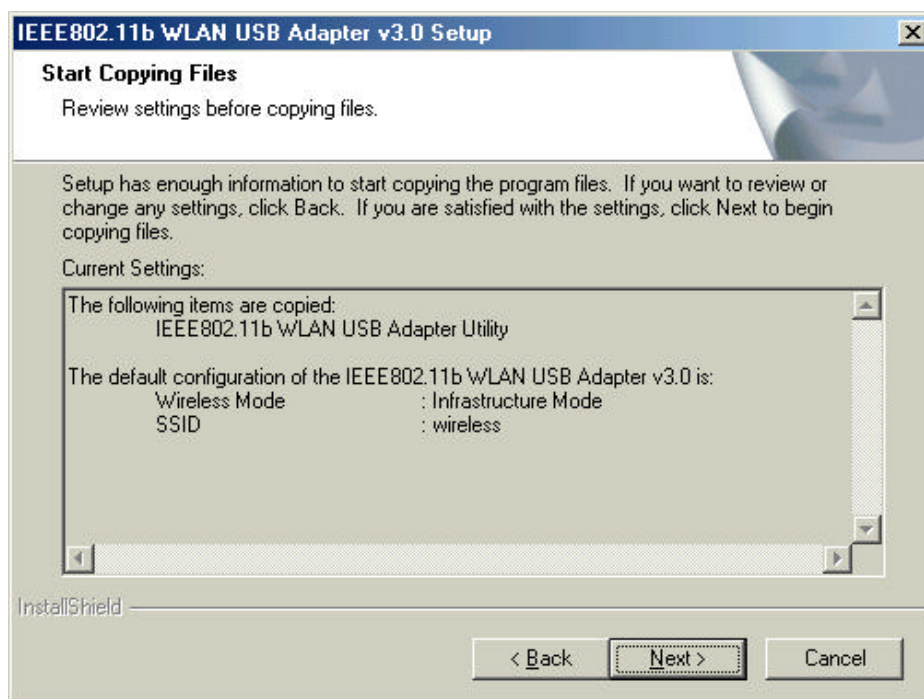 IEEE802.11b WLAN USB Adapter v3.0 Setup
Start Copying Files
Review settings before copying files.
Setup has enough information to start copying the program files. If you want to review or
change any settings, click Back. If you are satisfied with the settings, click Next to begin
copying files.
Current Settings:
The following items are copied:
IEEE802.11b WLAN USB Adapter Utility
The default configuration of the IEEE802.11b WLAN USB Adapter v3.0 is:
Wireless Mode : Infrastructure Mode
SSID : wireless
InstallShield
< Back Next > Cancel